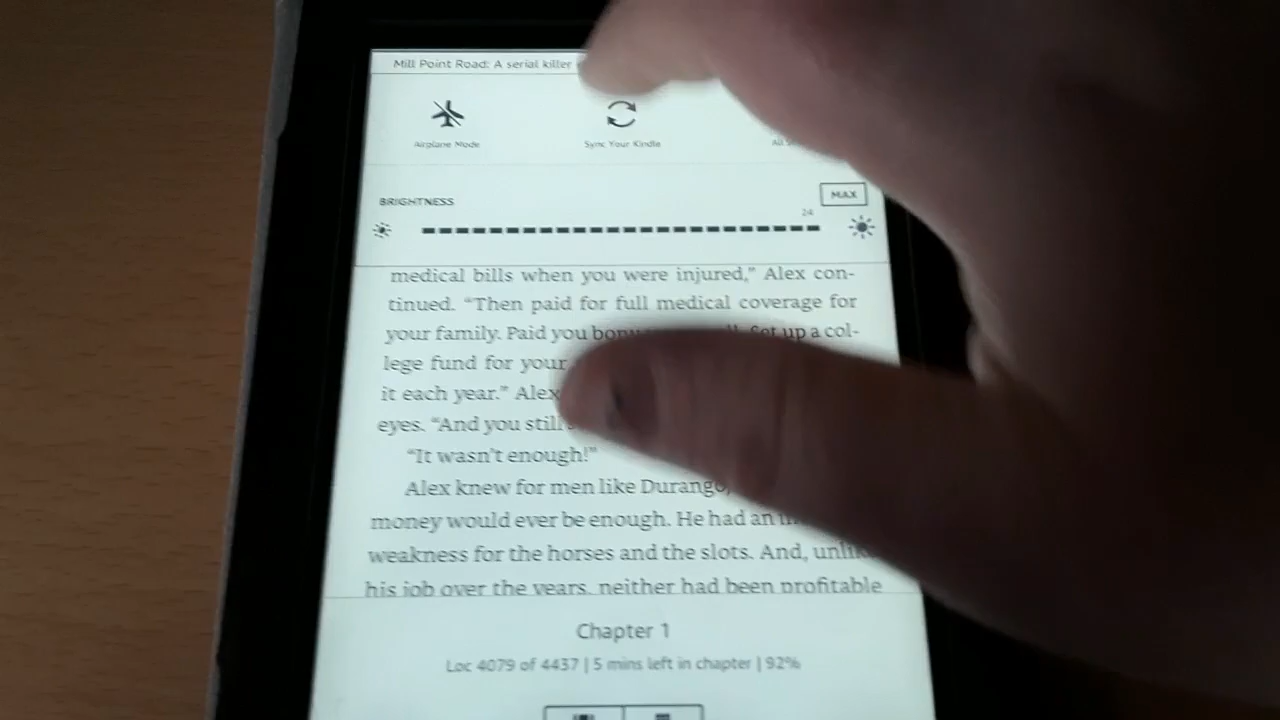 Mill Point Road: A serial killer
Airplane Mode Sync Your Kindle
BRIGHTNESS MAX
24
medical bills when you were injured,” Alex con-
tinued. “Then paid for full medical coverage for
your family. Paid you up a col-
lege fund for your
it each year.” Alex
eyes. “And you still
“It wasn’t enough!”
Alex knew for men like Durango,
money would ever be enough. He had an
weakness for the horses and the slots. And, unlike
his job over the years, neither had been profitable
Chapter 1
Loc 4079 of 4437 | 5 mins left in chapter | 92%